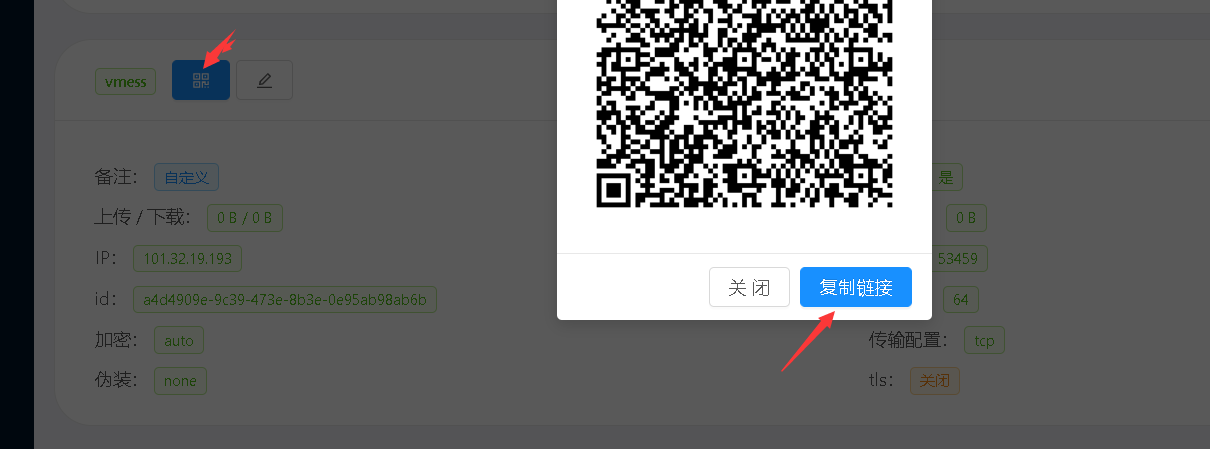 vmess
备注: 自定义
是
上传 / 下载: 0 B / 0 B
0 B
IP: 101.32.19.193
53459
id: a4d4909e-9c39-473e-8b3e-0e95ab98ab6b
关 闭
复制链接
64
加密: auto
传输配置: tcp
伪装: none
tls: 关闭